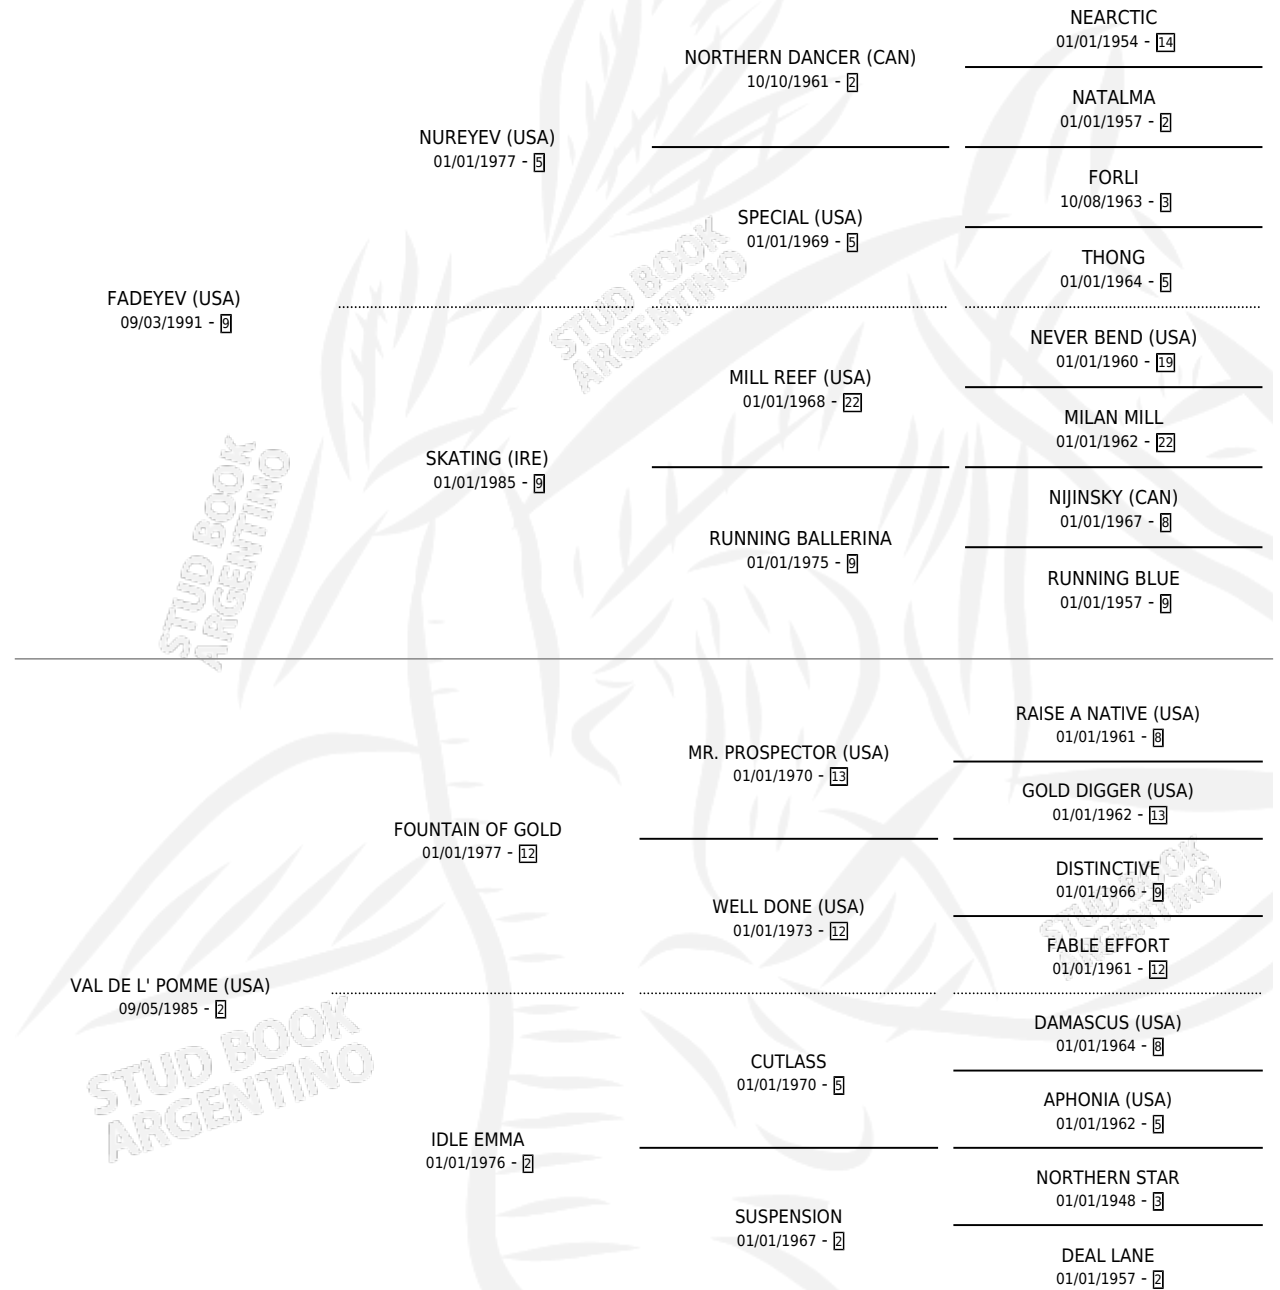 NEARCTIC
01/01/1954 - 14
NORTHERN DANCER (CAN)
10/10/1961 - 2
NATALMA
01/01/1957 - 2
NUREYEV (USA)
01/01/1977 - 5
FORLI
10/08/1963 - 3
SPECIAL (USA)
01/01/1969 - 5
THONG
01/01/1964 - 5
FADEYEV (USA)
09/03/1991 - 9
STUD BOOK
ARGENTINO
NEVER BEND (USA)
01/01/1960 - 19
MILL REEF (USA)
01/01/1968 - 22
MILAN MILL
01/01/1962 - 22
SKATING (IRE)
01/01/1985 - 9
NIJINSKY (CAN)
01/01/1967 - 8
RUNNING BALLERINA
01/01/1975 - 9
RUNNING BLUE
01/01/1957 - 9
STUD BOOK
ARGENTINO
RAISE A NATIVE (USA)
01/01/1961 - 8
MR. PROSPECTOR (USA)
01/01/1970 - 13
GOLD DIGGER (USA)
01/01/1962 - 13
FOUNTAIN OF GOLD
01/01/1977 - 12
DISTINCTIVE
01/01/1966 - 9
WELL DONE (USA)
01/01/1973 - 12
STUD BOOK
ARGENTINO
FABLE EFFORT
01/01/1961 - 12
VAL DE L' POMME (USA)
09/05/1985 - 2
DAMASCUS (USA)
01/01/1964 - 8
CUTLASS
01/01/1970 - 5
STUD BOOK
ARGENTINO
APHONIA (USA)
01/01/1962 - 5
IDLE EMMA
01/01/1976 - 2
NORTHERN STAR
01/01/1948 - 3
SUSPENSION
01/01/1967 - 2
DEAL LANE
01/01/1957 - 2